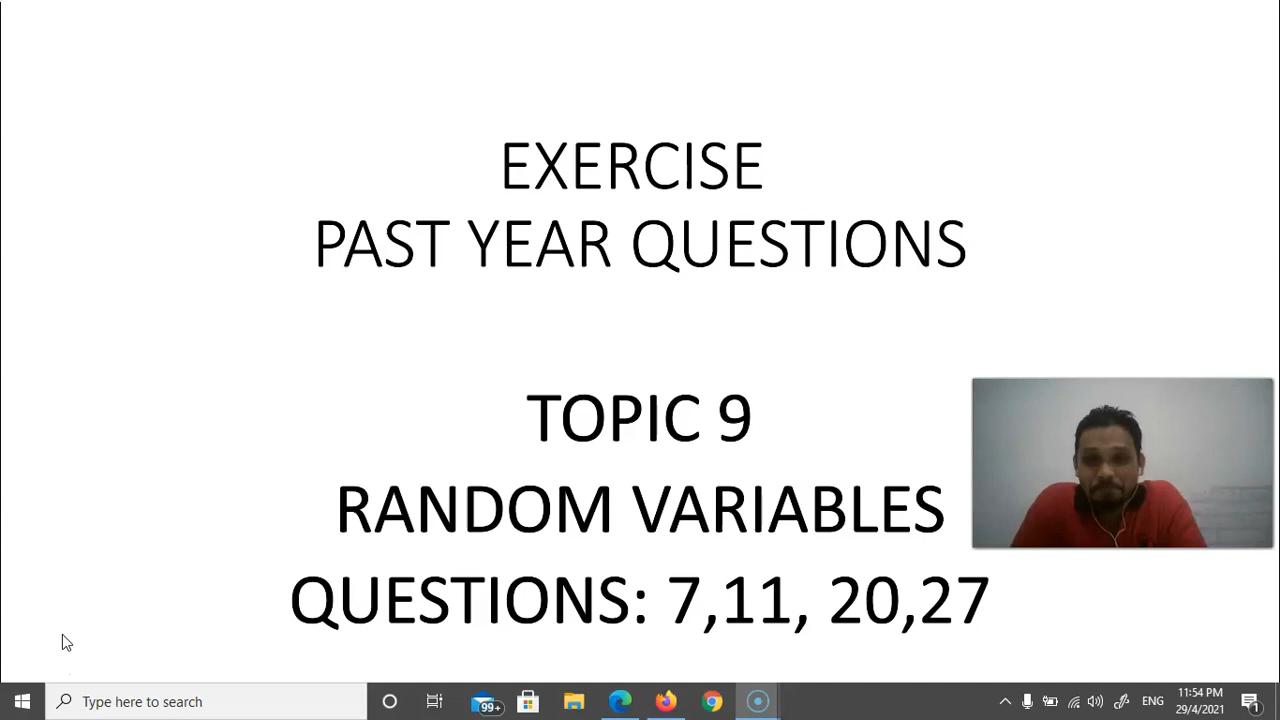 EXERCISE
PAST YEAR QUESTIONS
TOPIC 9
RANDOM VARIABLES
QUESTIONS: 7,11, 20,27
Type here to search
99+
ENG
11:54 PM
29/4/2021
1